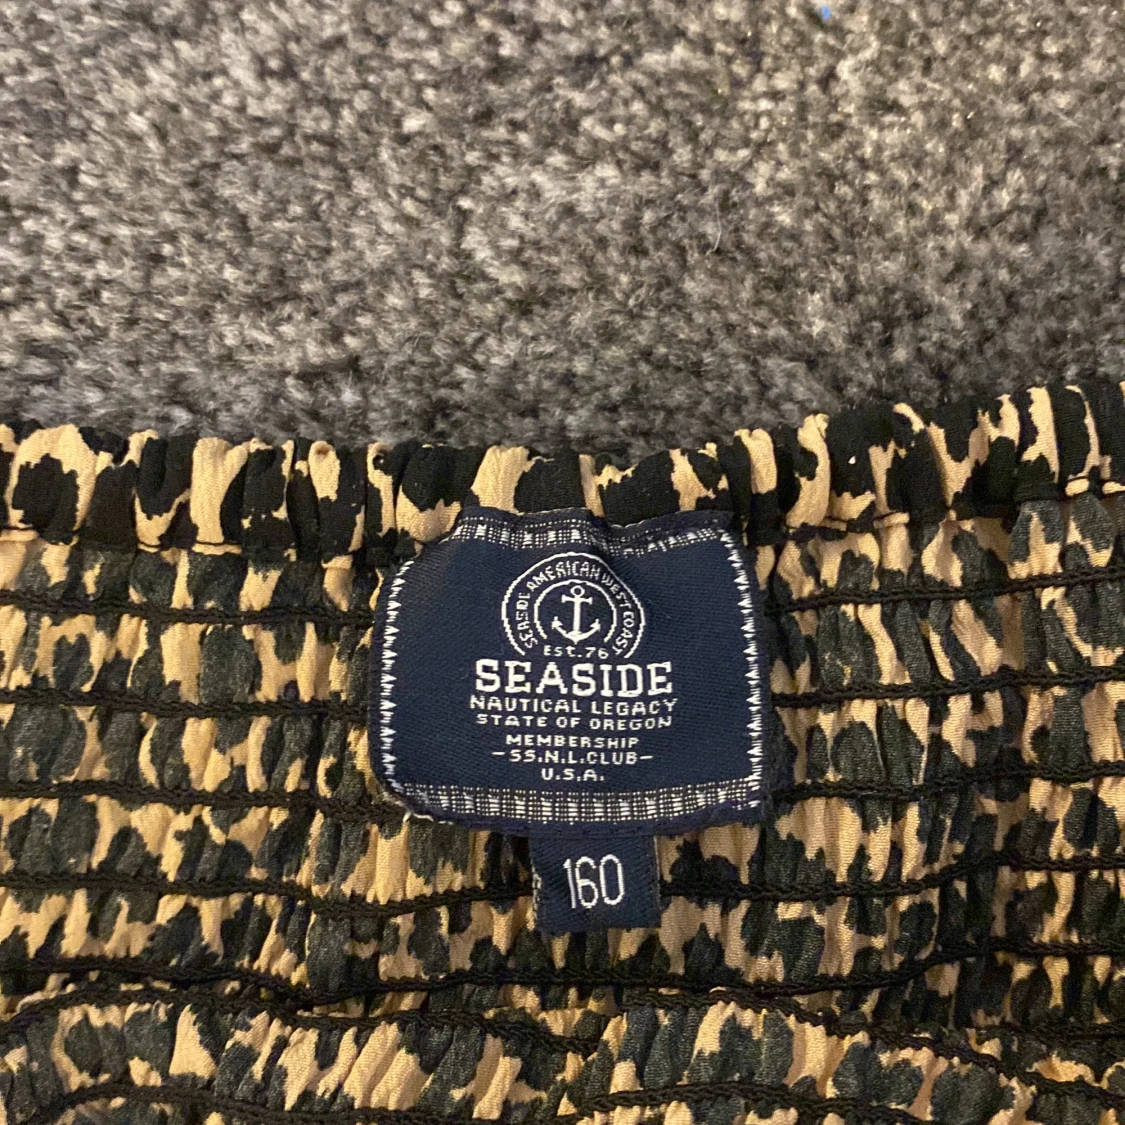 SEASIDE AMERICAN WEST COAST
EST.76
SEASIDE
NAUTICAL LEGACY
STATE OF OREGON
MEMBERSHIP
-SS.N.L.CLUB-
U.S.A.
160